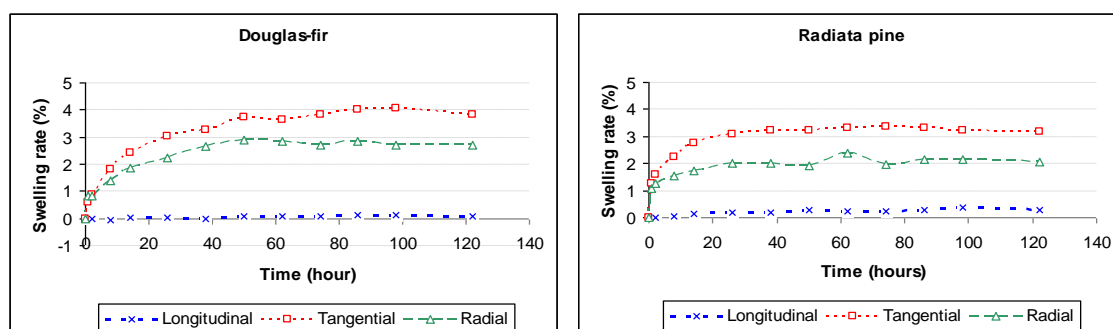 Douglas-fir
Swelling rate (%)
5
4
3
2
1
0
-1
0 20 40 60 80 100 120 140
Time (hour)
Longitudinal Tangential Radial
Radiata pine
Swelling rate (%)
5
4
3
2
1
0
0 20 40 60 80 100 120 140
Time (hours)
Longitudinal Tangential Radial